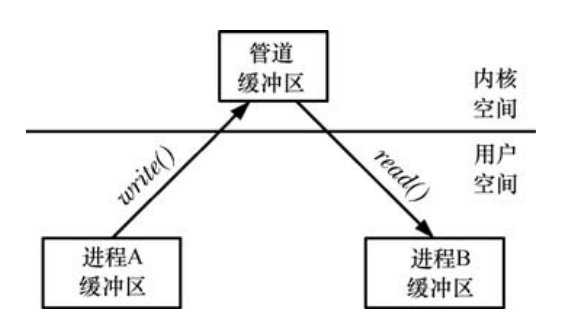 管道
缓冲区
内核
空间
用户
空间
write()
read()
进程A
缓冲区
进程B
缓冲区